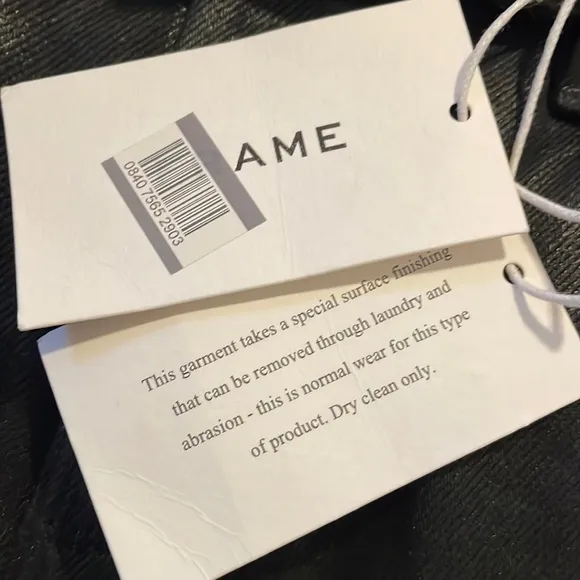 AME
0840 7565 2903
This garment takes a special surface finishing
that can be removed through laundry and
abrasion - this is normal wear for this type
of product. Dry clean only.